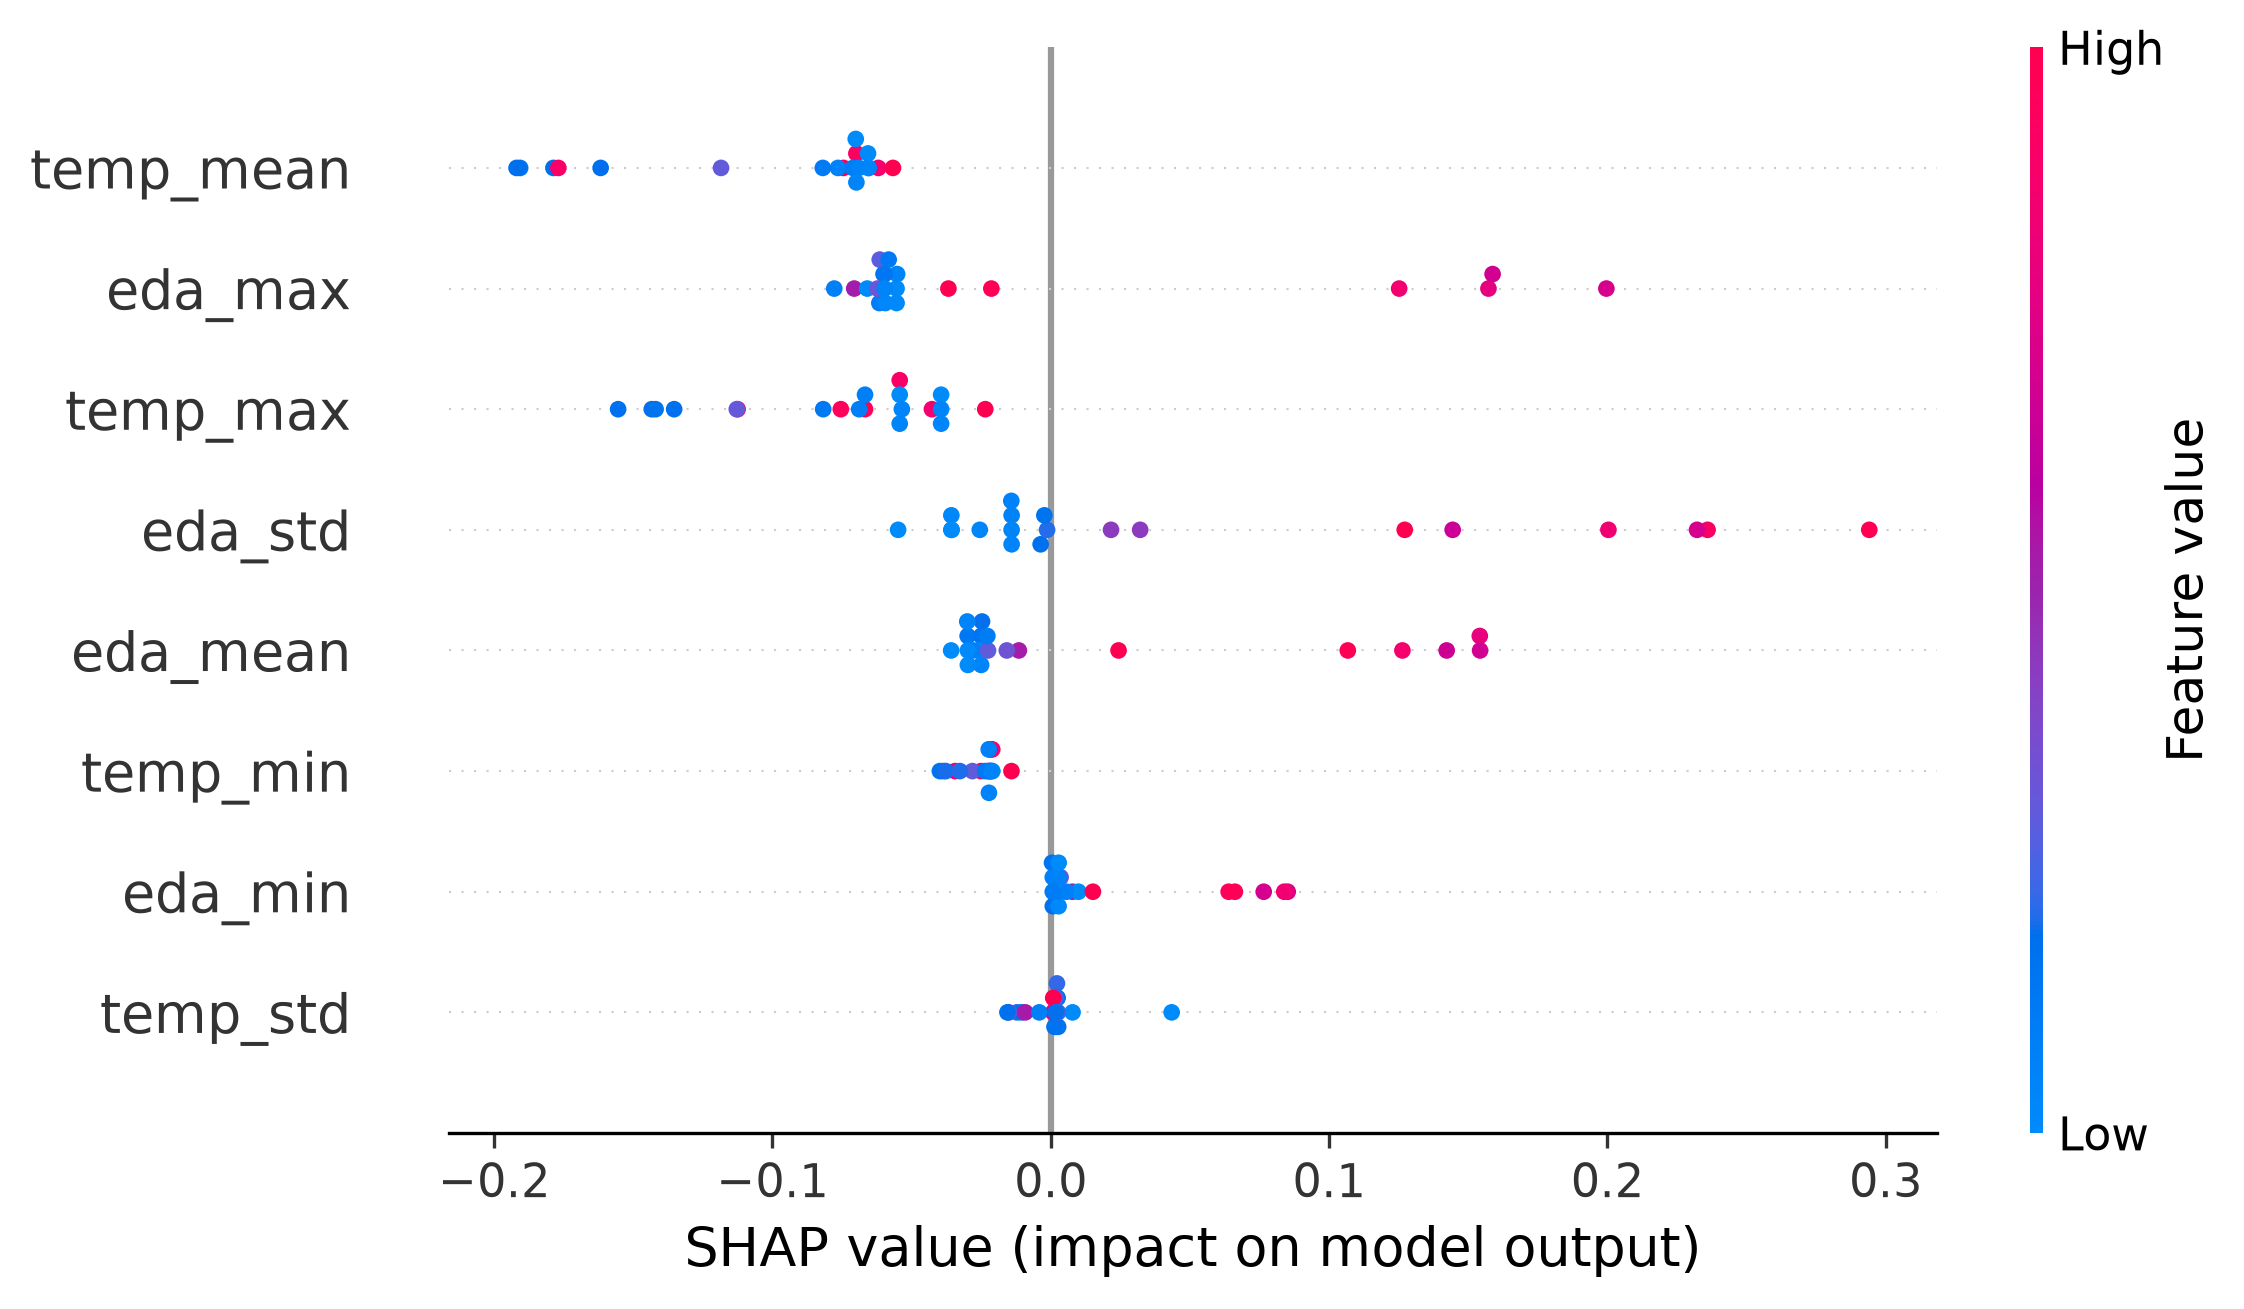 High
temp_mean
eda_max
temp_max
eda_std
eda_mean
temp_min
eda_min
temp_std
Feature value
Low
−0.2 −0.1 0.0 0.1 0.2 0.3
SHAP value (impact on model output)